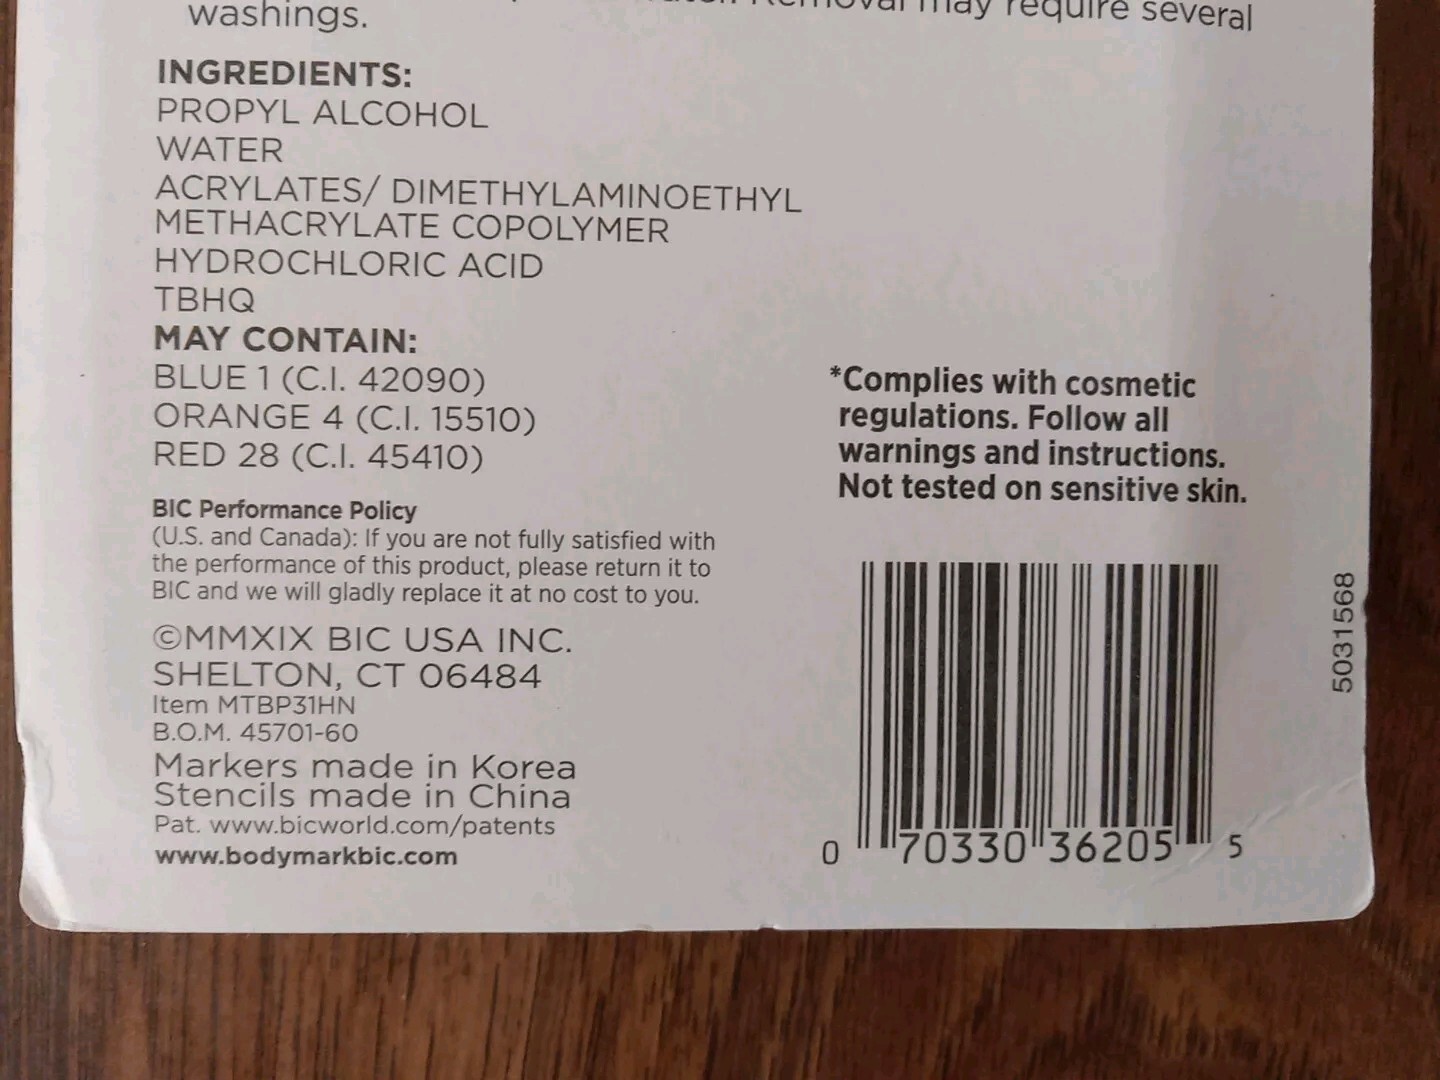 Removal may require several
washings.
INGREDIENTS:
PROPYL ALCOHOL
WATER
ACRYLATES/ DIMETHYLAMINOETHYL
METHACRYLATE COPOLYMER
HYDROCHLORIC ACID
TBHQ
MAY CONTAIN:
BLUE 1 (C.I. 42090)
ORANGE 4 (C.I. 15510)
RED 28 (C.I. 45410)
BIC Performance Policy
(U.S. and Canada): If you are not fully satisfied with
the performance of this product, please return it to
BIC and we will gladly replace it at no cost to you.
©MMXIX BIC USA INC.
SHELTON, CT 06484
Item MTBP31HN
B.O.M. 45701-60
Markers made in Korea
Stencils made in China
Pat. www.bicworld.com/patents
www.bodymarkbic.com
*Complies with cosmetic
regulations. Follow all
warnings and instructions.
Not tested on sensitive skin.
0 70330 36205 5
5031568